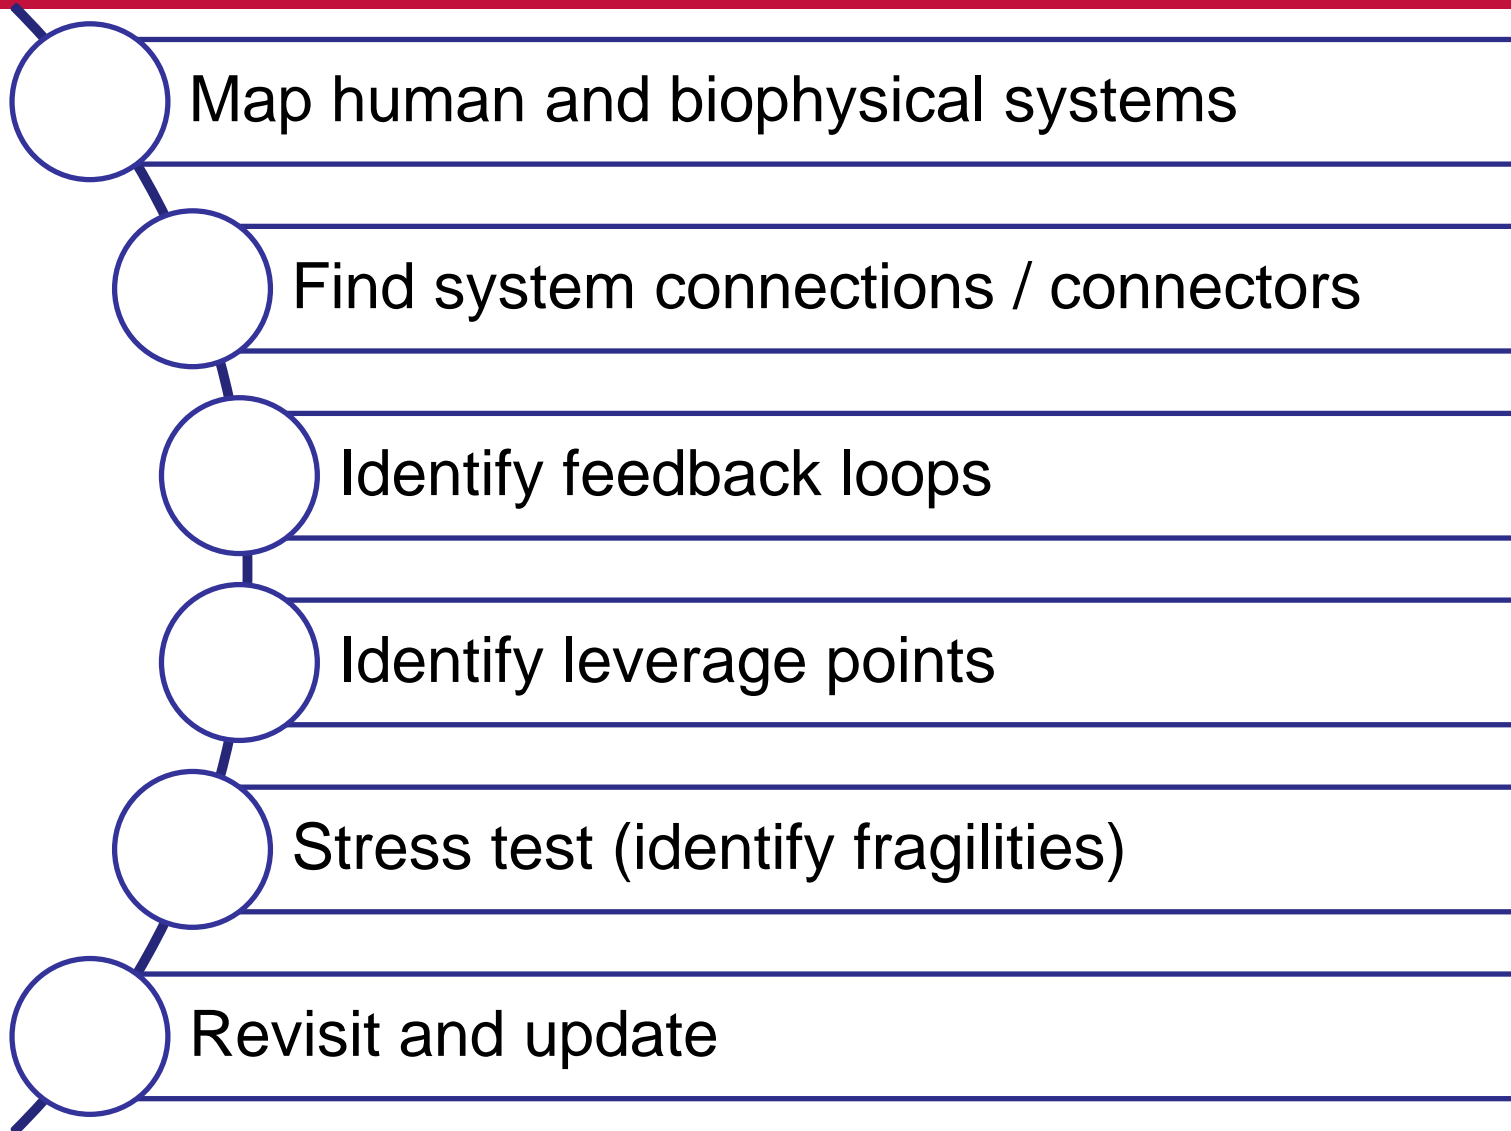 Map human and biophysical systems
Find system connections / connectors
Identify feedback loops
Identify leverage points
Stress test (identify fragilities)
Revisit and update